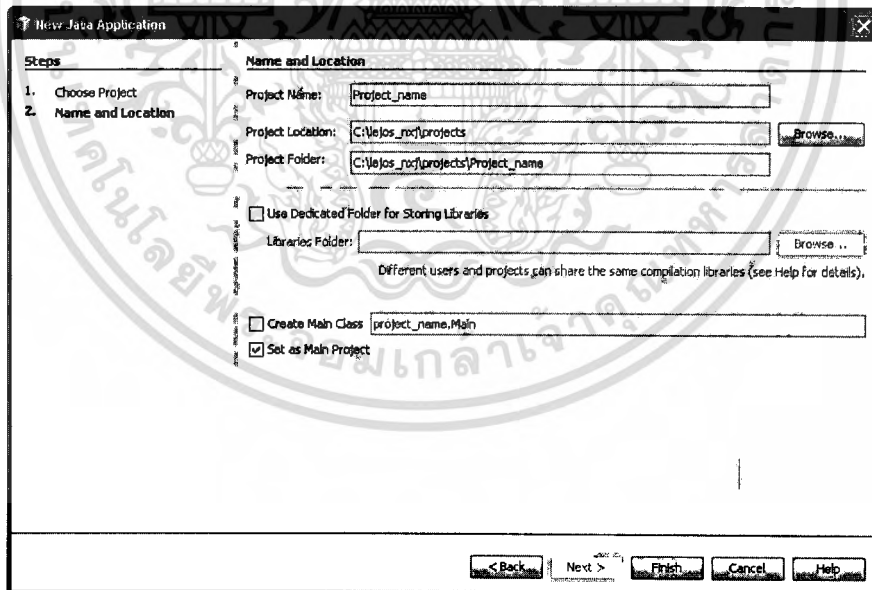 New Java Application
Steps
1. Choose Project
2. Name and Location
Name and Location
Project Name: Project_name
Project Location: C:\lejos_nxj\projects Browse...
Project Folder: C:\lejos_nxj\projects\Project_name
Use Dedicated Folder for Storing Libraries
Libraries Folder: Browse...
Different users and projects can share the same compilation libraries (see Help for details).
Create Main Class project_name.Main
Set as Main Project
< Back Next > Finish Cancel Help